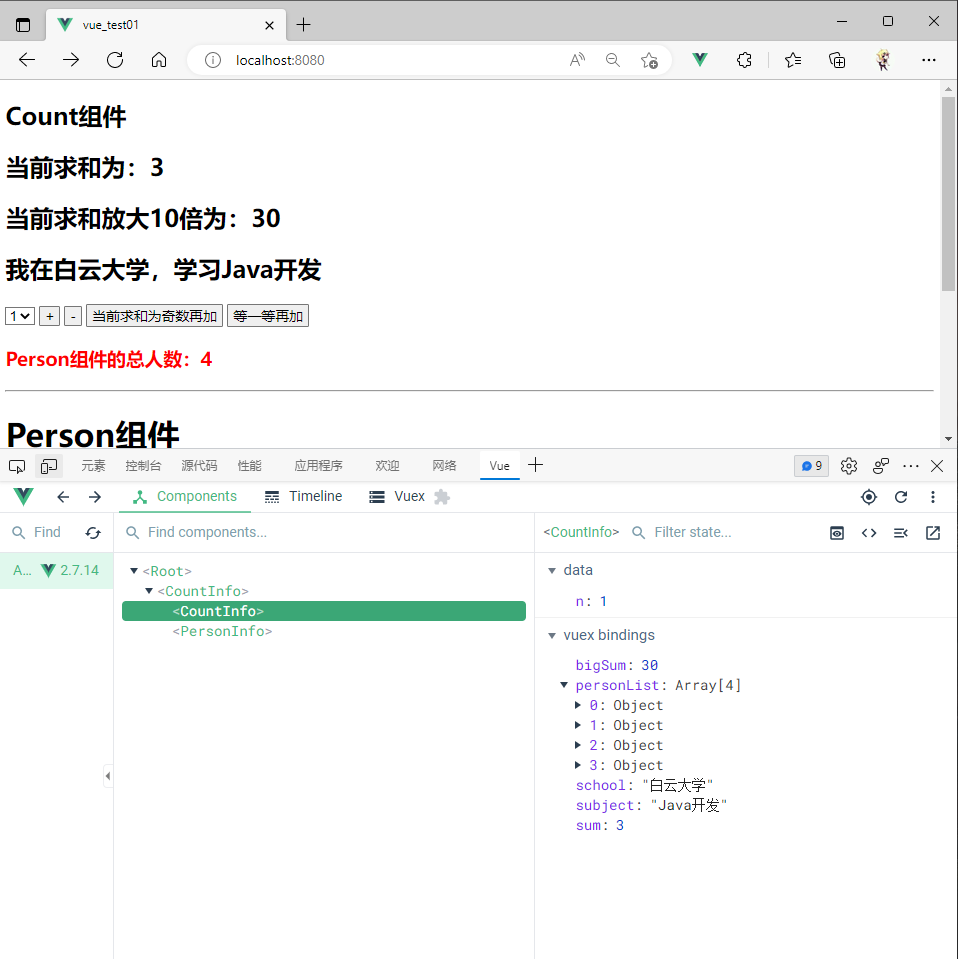 vue_test01
localhost:8080
Count组件
当前求和为：3
当前求和放大10倍为：30
我在白云大学，学习Java开发
1 + - 当前求和为奇数再加 等一等再加
Person组件的总人数：4
Person组件
元素 控制台 源代码 性能 应用程序 欢迎 网络 Vue 9
Components Timeline Vuex
Find Find components... <CountInfo> Filter state...
A... 2.7.14
<Root>
<CountInfo>
<CountInfo>
<PersonInfo>
data
n: 1
vuex bindings
bigSum: 30
personList: Array[4]
0: Object
1: Object
2: Object
3: Object
school: "白云大学"
subject: "Java开发"
sum: 3